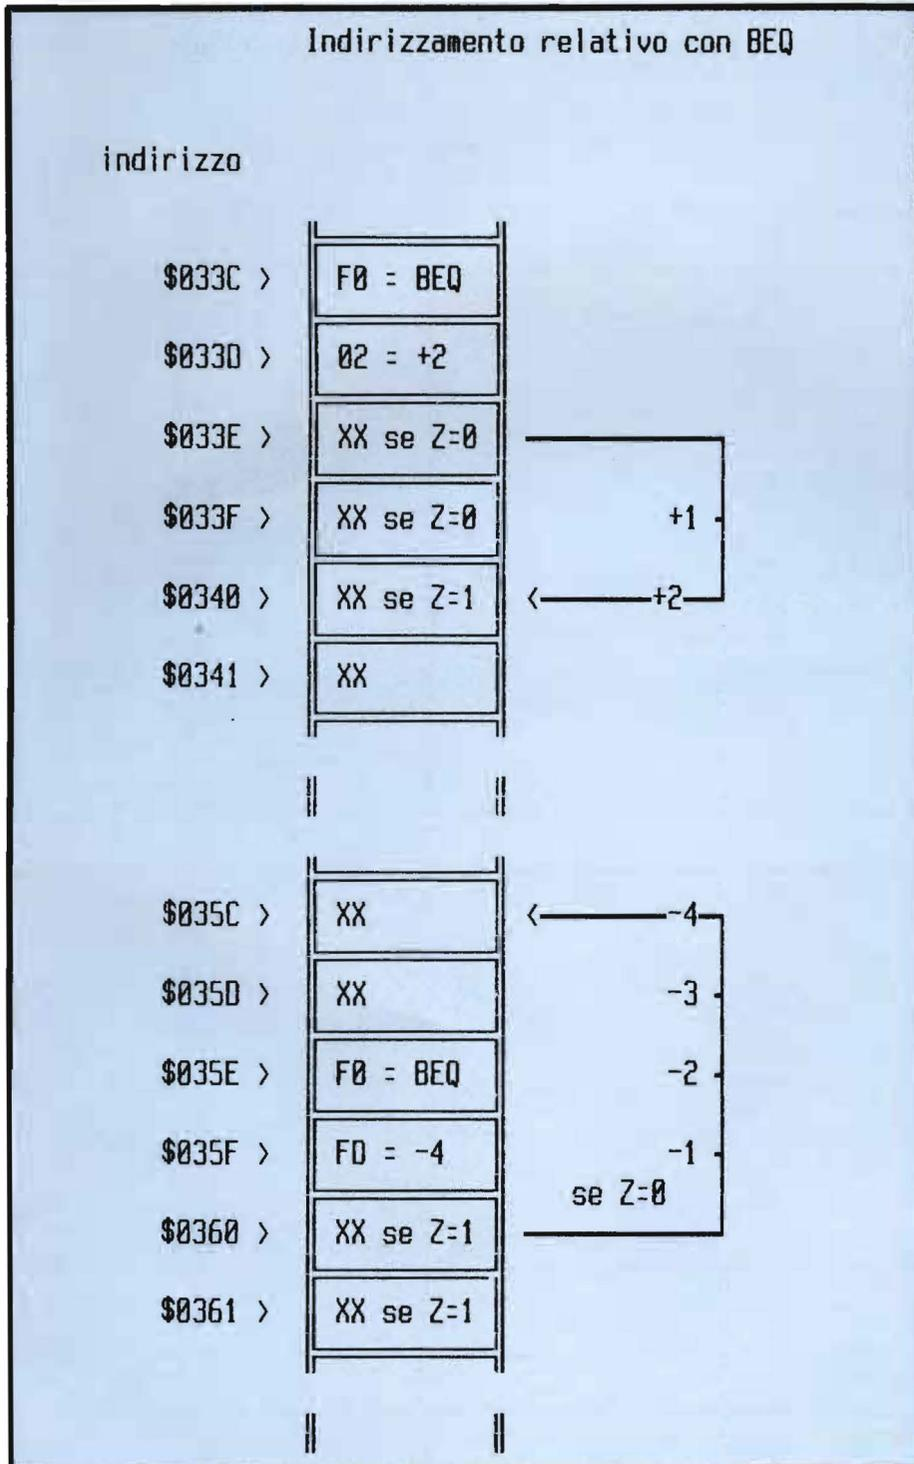 Indirizzamento relativo con BEQ
indirizzo
$033C > F0 = BEQ
$033D > 02 = +2
$033E > XX se Z=0
$033F > XX se Z=0 +1
$0340 > XX se Z=1 <+2
$0341 > XX
$035C > XX <-4
$035D > XX -3
$035E > F0 = BEQ -2
$035F > FD = -4 -1
se Z=0
$0360 > XX se Z=1
$0361 > XX se Z=1